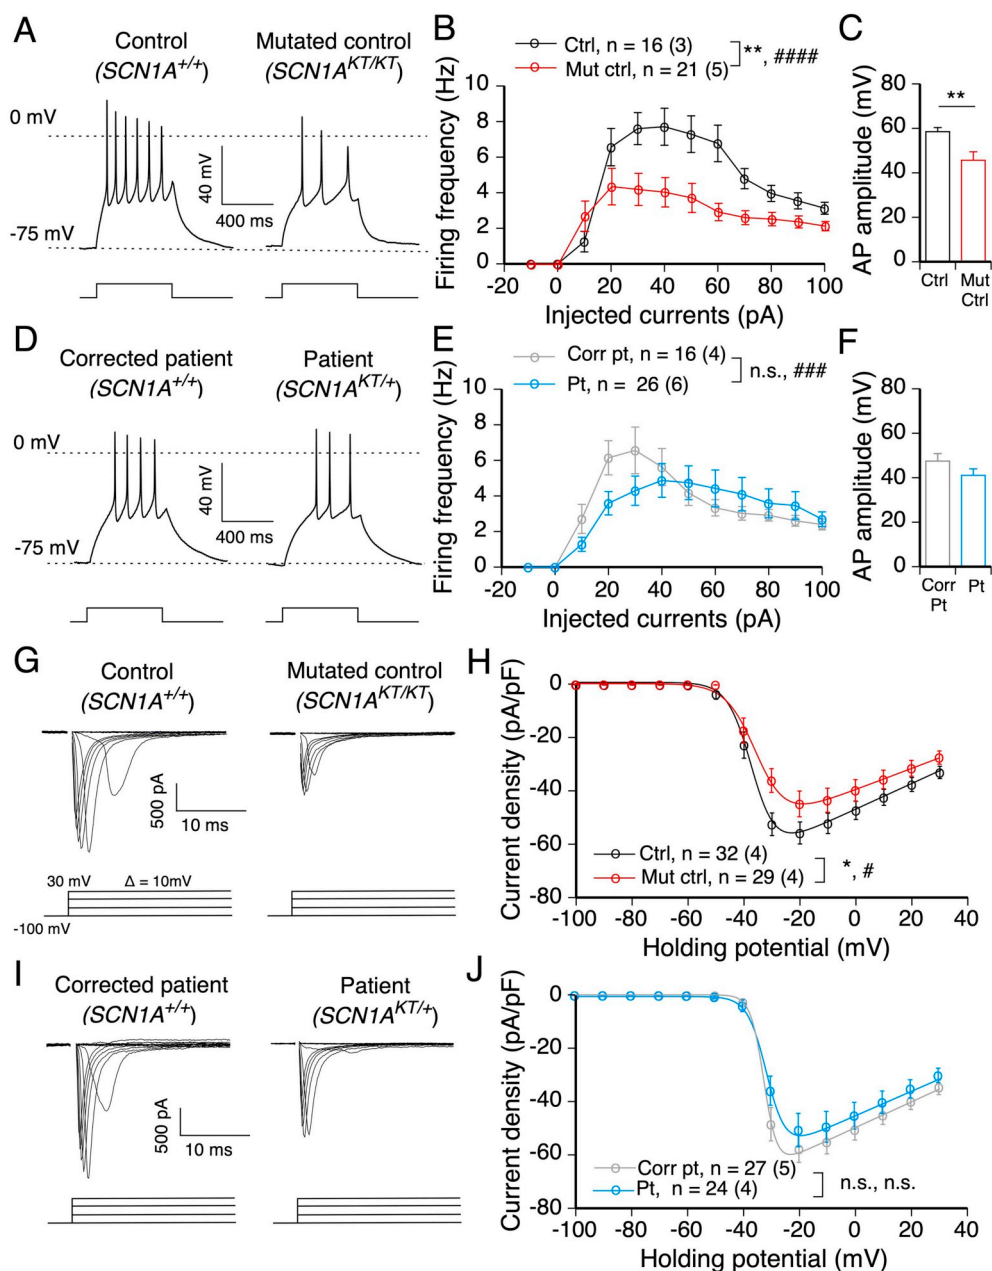 A
Control
(SCN1A+/+)
Mutated control
(SCN1AKT/KT)
0 mV
-75 mV
40 mV
400 ms
B
Ctrl, n = 16 (3)
Mut ctrl, n = 21 (5)
**, ####
Firing frequency (Hz)
10
8
6
4
2
0
-20 0 20 40 60 80 100
Injected currents (pA)
C
AP amplitude (mV)
80
60
40
20
0
**
Ctrl
Mut
Ctrl
D
Corrected patient
(SCN1A+/+)
Patient
(SCN1AKT/+)
0 mV
-75 mV
40 mV
400 ms
E
Corr pt, n = 16 (4)
Pt, n = 26 (6)
n.s., ###
Firing frequency (Hz)
10
8
6
4
2
0
-20 0 20 40 60 80 100
Injected currents (pA)
F
AP amplitude (mV)
80
60
40
20
0
Corr
Pt
Pt
G
Control
(SCN1A+/+)
Mutated control
(SCN1AKT/KT)
500 pA
10 ms
30 mV
Δ = 10mV
-100 mV
H
Current density (pA/pF)
0
-20
-40
-60
-80
Ctrl, n = 32 (4)
Mut ctrl, n = 29 (4)
*, #
-100 -80 -60 -40 -20 0 20 40
Holding potential (mV)
I
Corrected patient
(SCN1A+/+)
Patient
(SCN1AKT/+)
500 pA
10 ms
J
Current density (pA/pF)
0
-20
-40
-60
-80
Corr pt, n = 27 (5)
Pt, n = 24 (4)
n.s., n.s.
-100 -80 -60 -40 -20 0 20 40
Holding potential (mV)